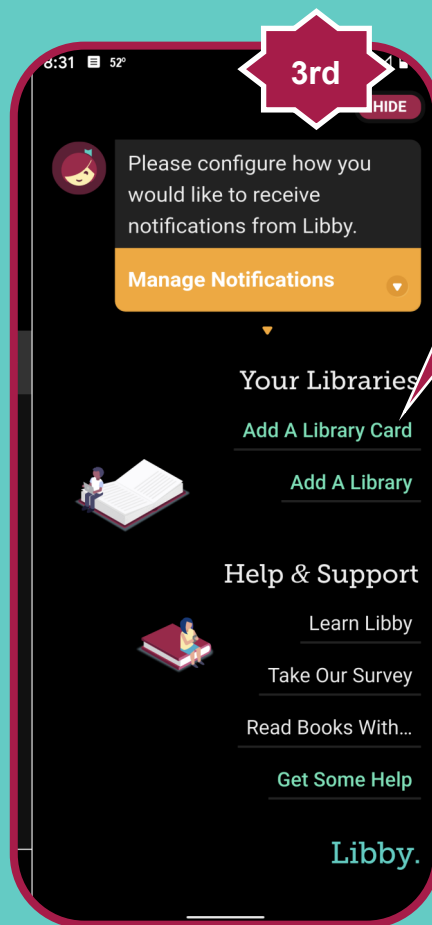 3rd
8:31 52°
HIDE
Please configure how you
would like to receive
notifications from Libby.
Manage Notifications
Your Libraries
Add A Library Card
Add A Library
Help & Support
Learn Libby
Take Our Survey
Read Books With...
Get Some Help
Libby.